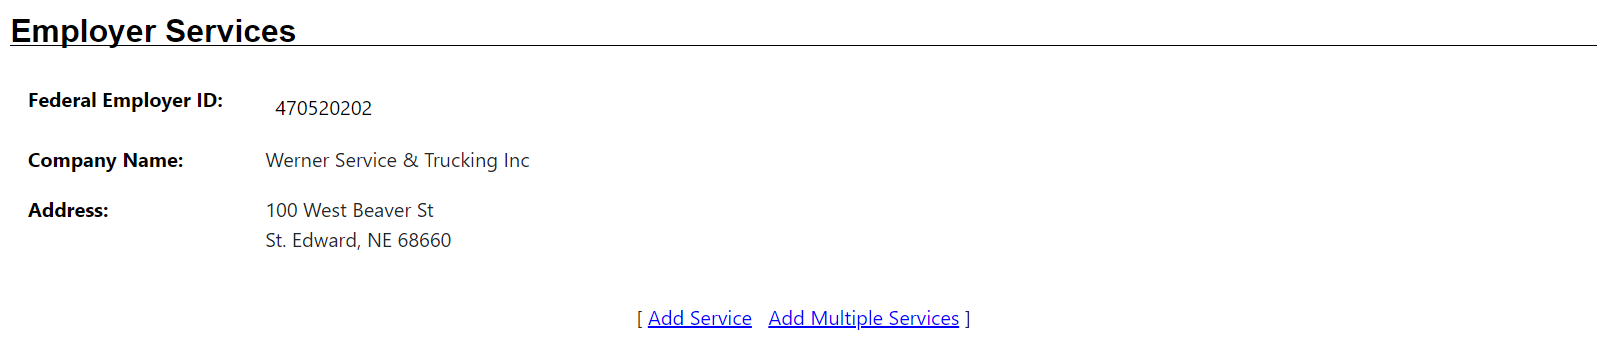 Employer Services
Federal Employer ID: 470520202
Company Name: Werner Service & Trucking Inc
Address: 100 West Beaver St
St. Edward, NE 68660
[ Add Service Add Multiple Services ]